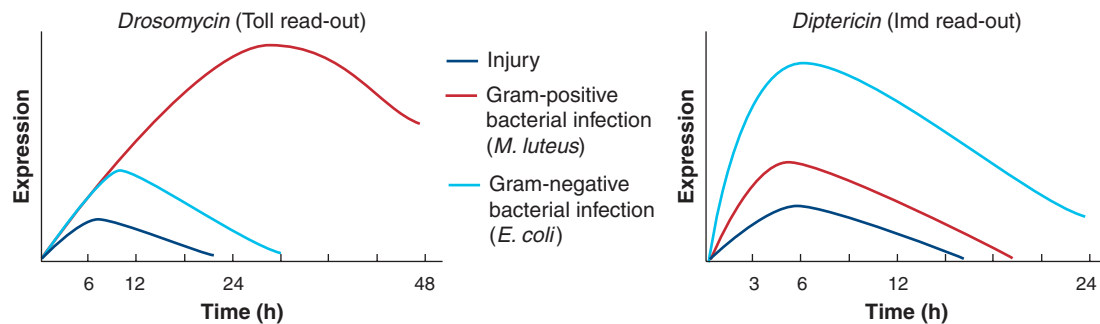 Drosomycin (Toll read-out)
Expression
6 12 24 48
Time (h)
Injury
Gram-positive
bacterial infection
(M. luteus)
Gram-negative
bacterial infection
(E. coli)
Diptericin (Imd read-out)
Expression
3 6 12 24
Time (h)